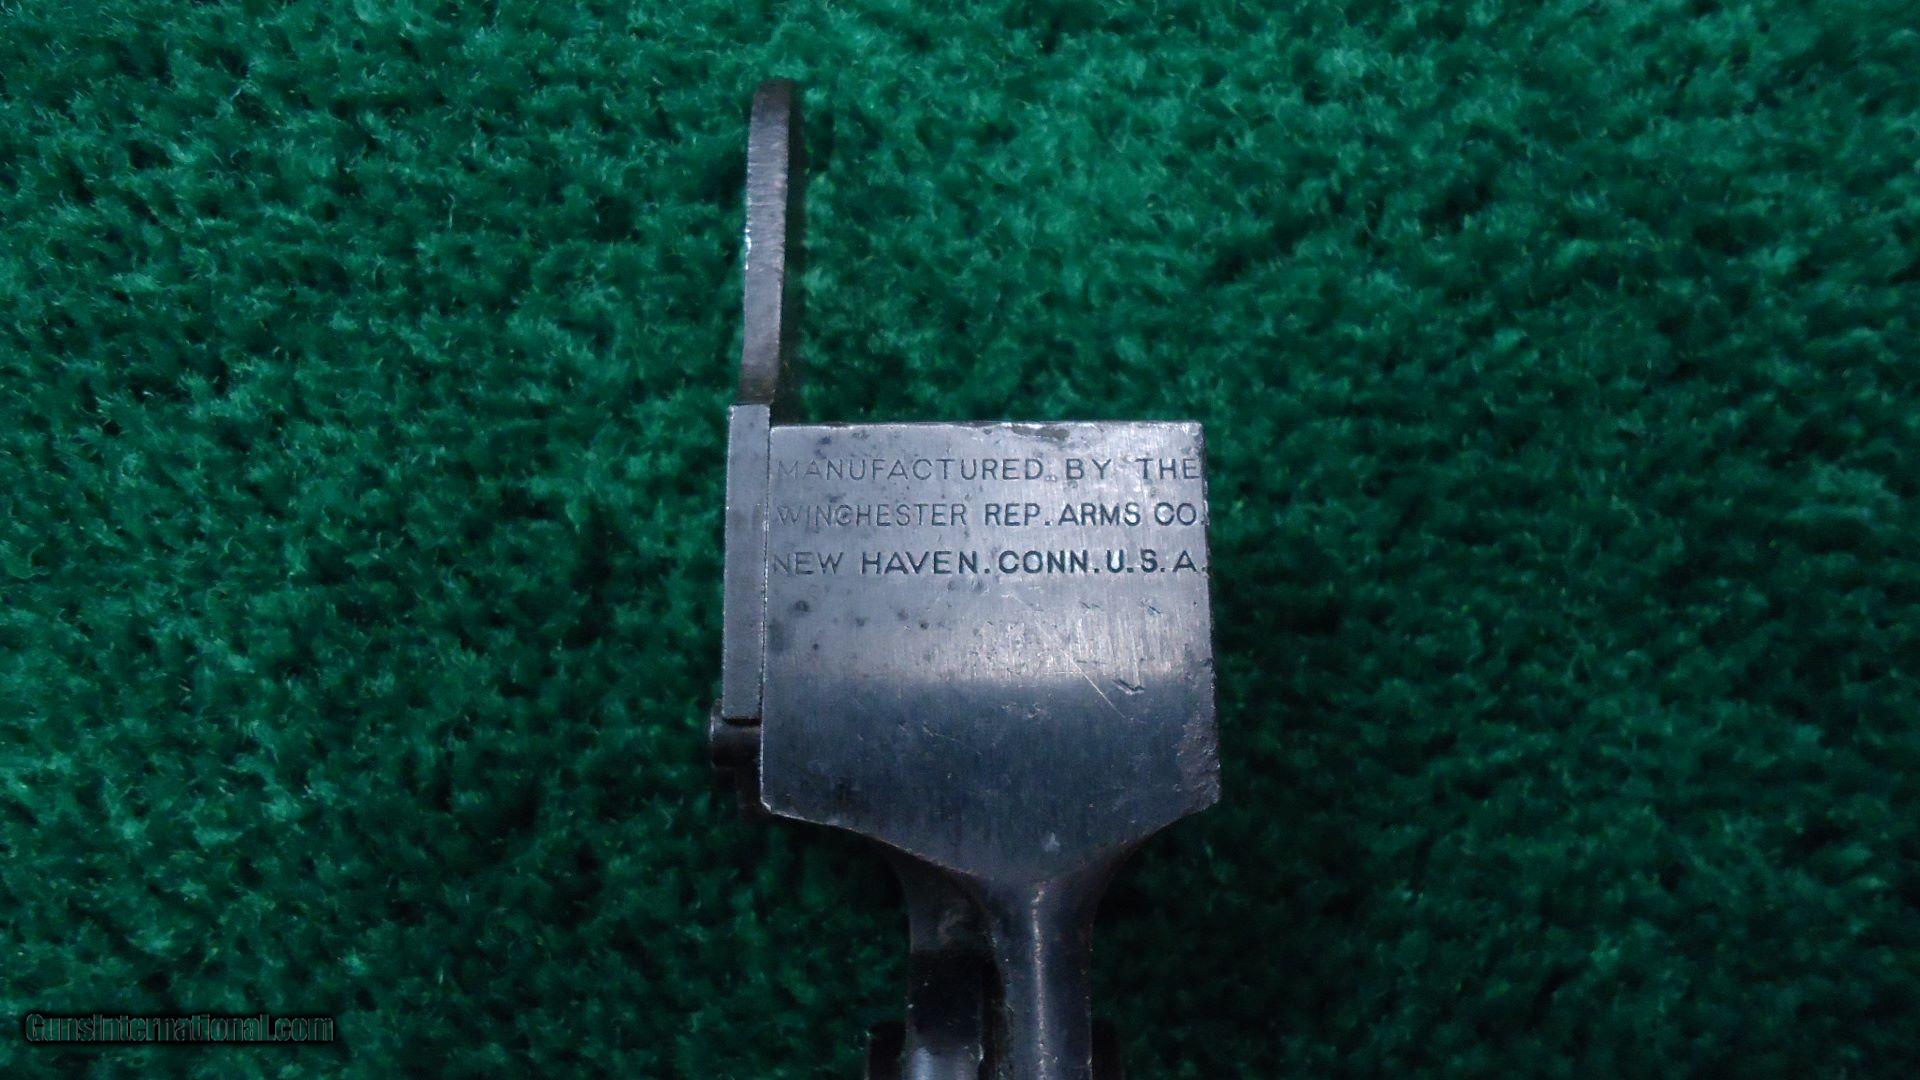 MANUFACTURED. BY THE
WINCHESTER REP. ARMS CO.
NEW HAVEN. CONN. U.S.A.
GunsInternational.com